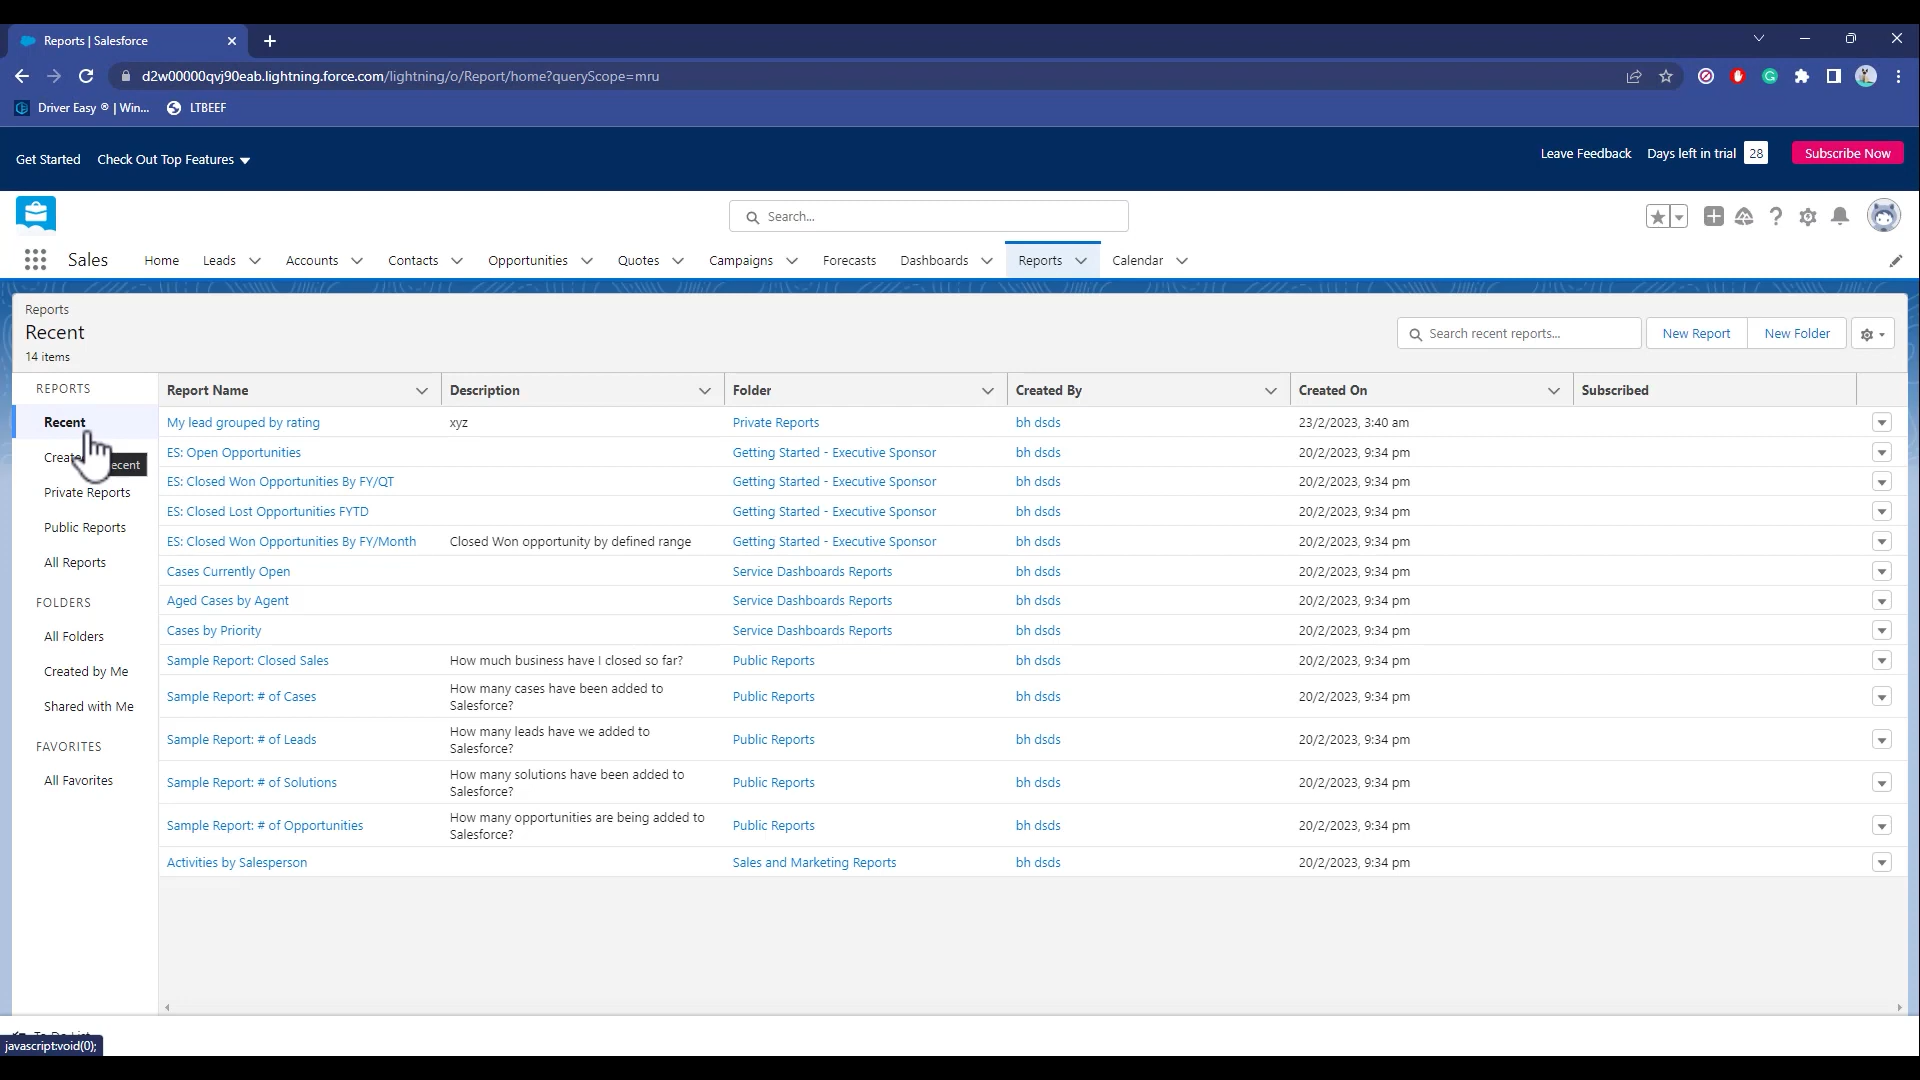 Reports | Salesforce
d2w00000qvj90eab.lightning.force.com/lightning/o/Report/home?queryScope=mru
Driver Easy ® | Win...
LTBEEF
Get Started
Check Out Top Features
Leave Feedback
Days left in trial
28
Subscribe Now
Search...
Sales
Home
Leads
Accounts
Contacts
Opportunities
Quotes
Campaigns
Forecasts
Dashboards
Reports
Calendar
Reports
Recent
14 items
Search recent reports...
New Report
New Folder
REPORTS
Recent
ecent
Private Reports
Public Reports
All Reports
FOLDERS
All Folders
Created by Me
Shared with Me
FAVORITES
All Favorites
Report Name
Description
Folder
Created By
Created On
Subscribed
My lead grouped by rating
xyz
Private Reports
bh dsds
23/2/2023, 3:40 am
ES: Open Opportunities
Getting Started - Executive Sponsor
bh dsds
20/2/2023, 9:34 pm
ES: Closed Won Opportunities By FY/QT
Getting Started - Executive Sponsor
bh dsds
20/2/2023, 9:34 pm
ES: Closed Lost Opportunities FYTD
Getting Started - Executive Sponsor
bh dsds
20/2/2023, 9:34 pm
ES: Closed Won Opportunities By FY/Month
Closed Won opportunity by defined range
Getting Started - Executive Sponsor
bh dsds
20/2/2023, 9:34 pm
Cases Currently Open
Service Dashboards Reports
bh dsds
20/2/2023, 9:34 pm
Aged Cases by Agent
Service Dashboards Reports
bh dsds
20/2/2023, 9:34 pm
Cases by Priority
Service Dashboards Reports
bh dsds
20/2/2023, 9:34 pm
Sample Report: Closed Sales
How much business have I closed so far?
Public Reports
bh dsds
20/2/2023, 9:34 pm
Sample Report: # of Cases
How many cases have been added to
Salesforce?
Public Reports
bh dsds
20/2/2023, 9:34 pm
Sample Report: # of Leads
How many leads have we added to
Salesforce?
Public Reports
bh dsds
20/2/2023, 9:34 pm
Sample Report: # of Solutions
How many solutions have been added to
Salesforce?
Public Reports
bh dsds
20/2/2023, 9:34 pm
Sample Report: # of Opportunities
How many opportunities are being added to
Salesforce?
Public Reports
bh dsds
20/2/2023, 9:34 pm
Activities by Salesperson
Sales and Marketing Reports
bh dsds
20/2/2023, 9:34 pm
javascript:void(0);